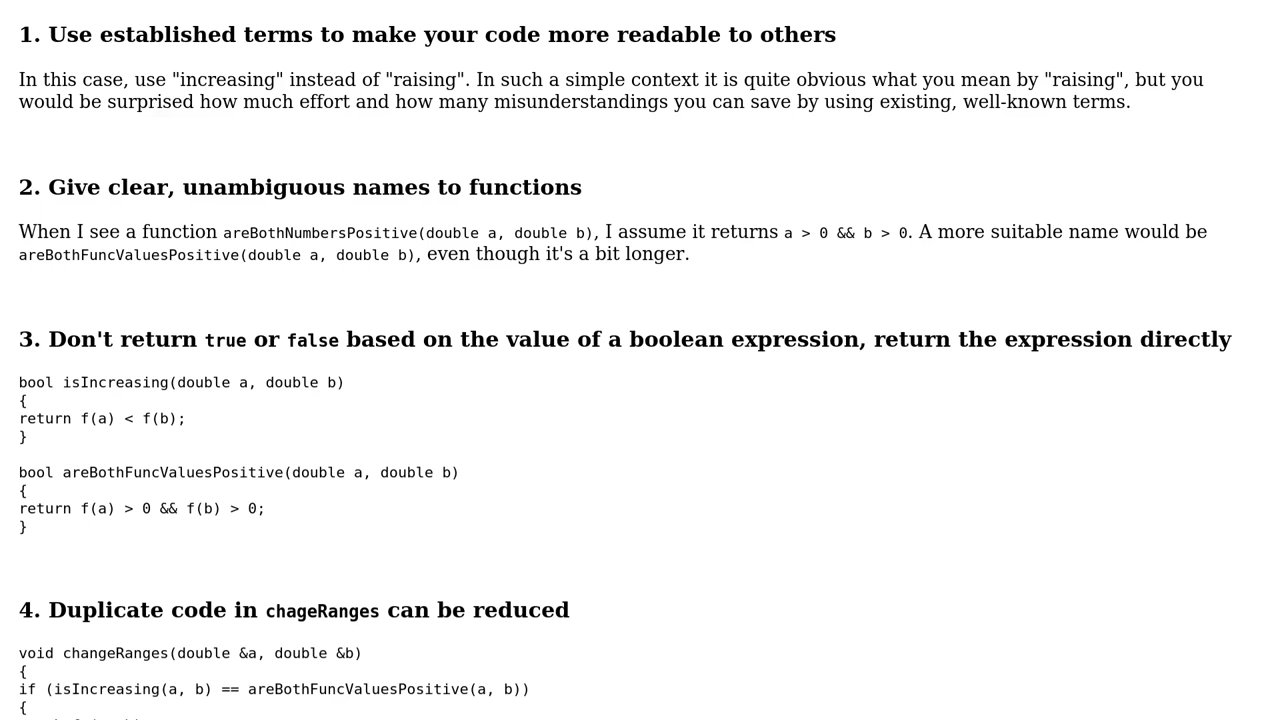 1. Use established terms to make your code more readable to others
In this case, use "increasing" instead of "raising". In such a simple context it is quite obvious what you mean by "raising", but you
would be surprised how much effort and how many misunderstandings you can save by using existing, well-known terms.
2. Give clear, unambiguous names to functions
When I see a function areBothNumbersPositive(double a, double b), I assume it returns a > 0 && b > 0. A more suitable name would be
areBothFuncValuesPositive(double a, double b), even though it's a bit longer.
3. Don't return true or false based on the value of a boolean expression, return the expression directly
bool isIncreasing(double a, double b)
{
return f(a) < f(b);
}
bool areBothFuncValuesPositive(double a, double b)
{
return f(a) > 0 && f(b) > 0;
}
4. Duplicate code in chageRanges can be reduced
void changeRanges(double &a, double &b)
{
if (isIncreasing(a, b) == areBothFuncValuesPositive(a, b))
{